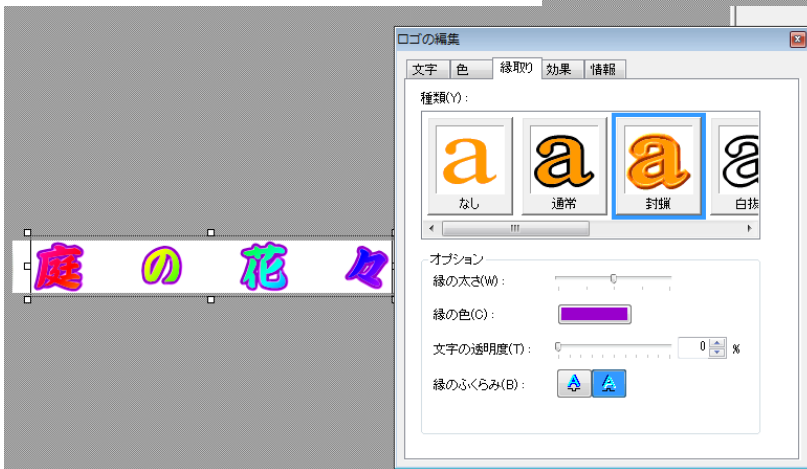 ロゴの編集
文字 色 縁取り 効果 情報
種類(Y):
a a a a
なし 通常 封蝋 白抜
庭の花々
オプション
縁の太さ(W):
縁の色(C):
文字の透明度(T): 0 %
縁のふくらみ(B): A A